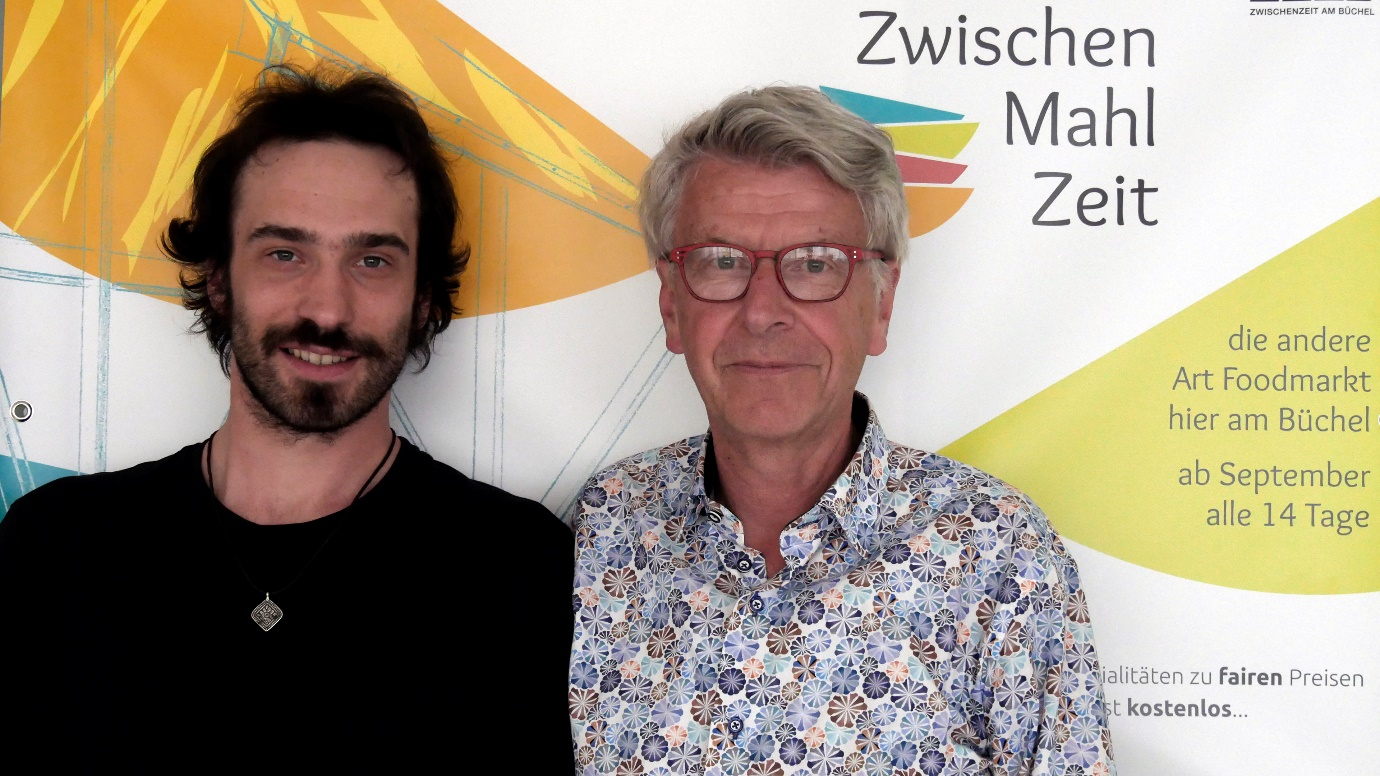 ZWISCHENZEIT AM BÜCHEL
Zwischen
Mahl
Zeit
die andere
Art Foodmarkt
hier am Büchel
ab September
alle 14 Tage
zu fairen Preisen
kostenlos...